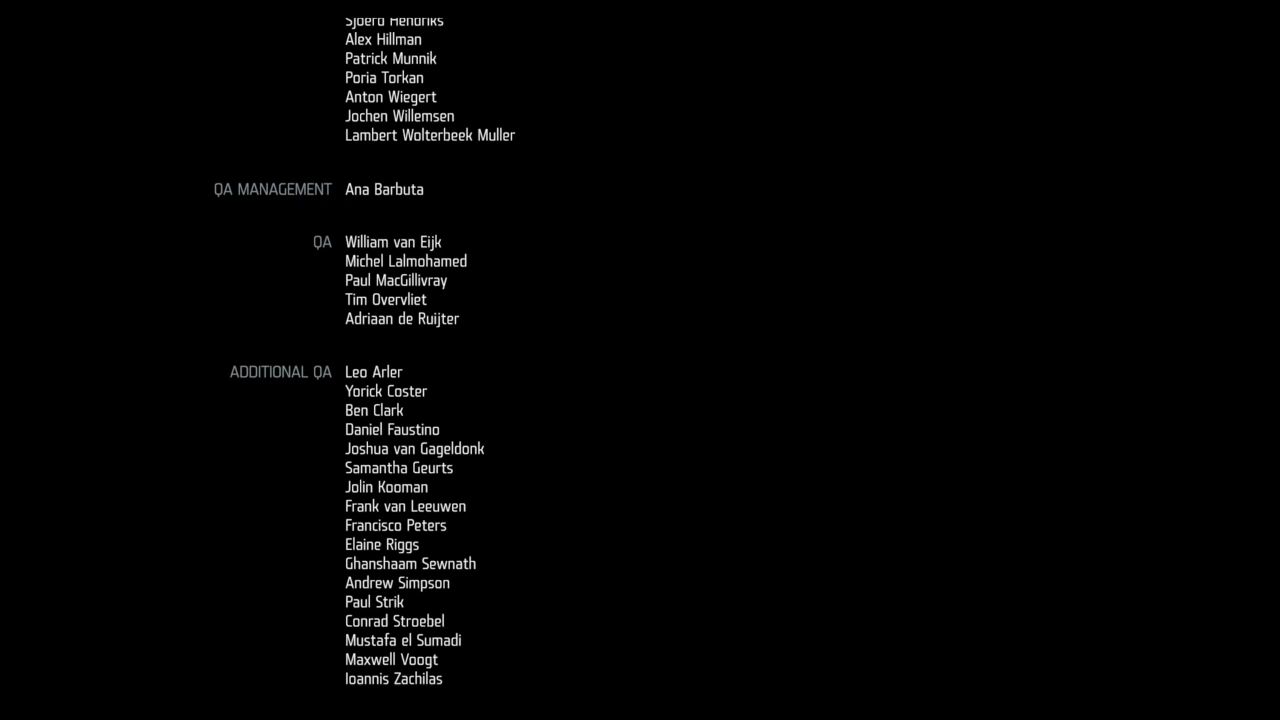 Sjoerd Hendriks
Alex Hillman
Patrick Munnik
Poria Torkan
Anton Wiegert
Jochen Willemsen
Lambert Wolterbeek Muller
QA MANAGEMENT Ana Barbuta
QA William van Eijk
Michel Lalmohamed
Paul MacGillivray
Tim Overvliet
Adriaan de Ruijter
ADDITIONAL QA Leo Arler
Yorick Coster
Ben Clark
Daniel Faustino
Joshua van Gageldonk
Samantha Geurts
Jolin Kooman
Frank van Leeuwen
Francisco Peters
Elaine Riggs
Ghanshaam Sewnath
Andrew Simpson
Paul Strik
Conrad Stroebel
Mustafa el Sumadi
Maxwell Voogt
Ioannis Zachilas